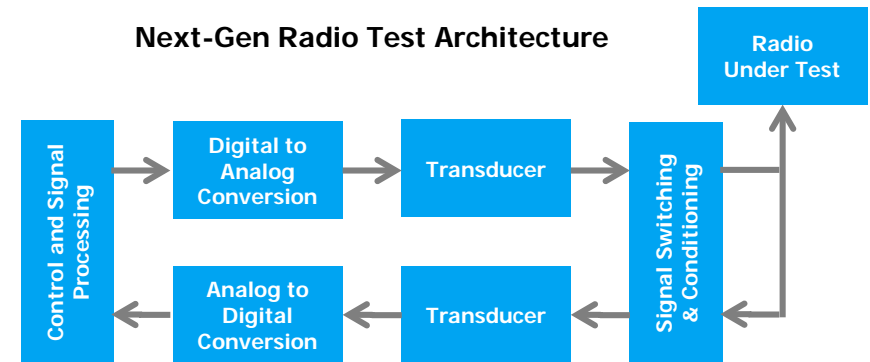 Next-Gen Radio Test Architecture
Radio
Under Test
Control and Signal
Processing
Digital to
Analog
Conversion
Transducer
Signal Switching
& Conditioning
Analog to
Digital
Conversion
Transducer